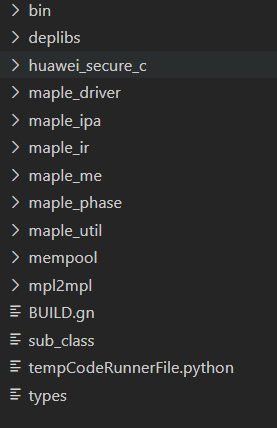 bin
deplibs
huawei_secure_c
maple_driver
maple_ipa
maple_ir
maple_me
maple_phase
maple_util
mempool
mpl2mpl
BUILD.gn
sub_class
tempCodeRunnerFile.python
types